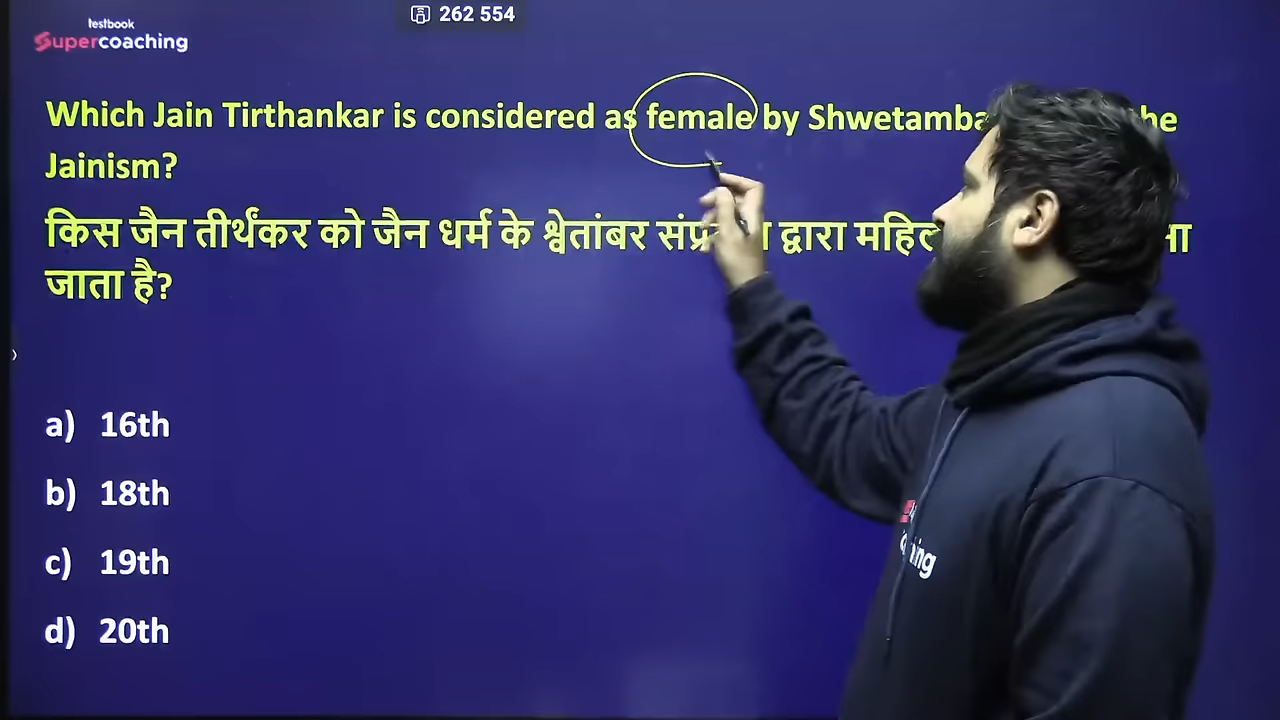 testbook
Supercoaching
262 554
Which Jain Tirthankar is considered as female by Shwetamba he
Jainism?
किस जैन तीर्थंकर को जैन धर्म के श्वेतांबर द्वारा
जाता है?
a) 16th
b) 18th
c) 19th
d) 20th